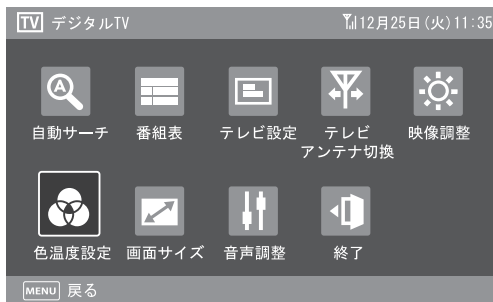 TV デジタルTV 12月25日(火)11:35
自動サーチ 番組表 テレビ設定 テレビ アンテナ切換 映像調整
色温度設定 画面サイズ 音声調整 終了
MENU 戻る